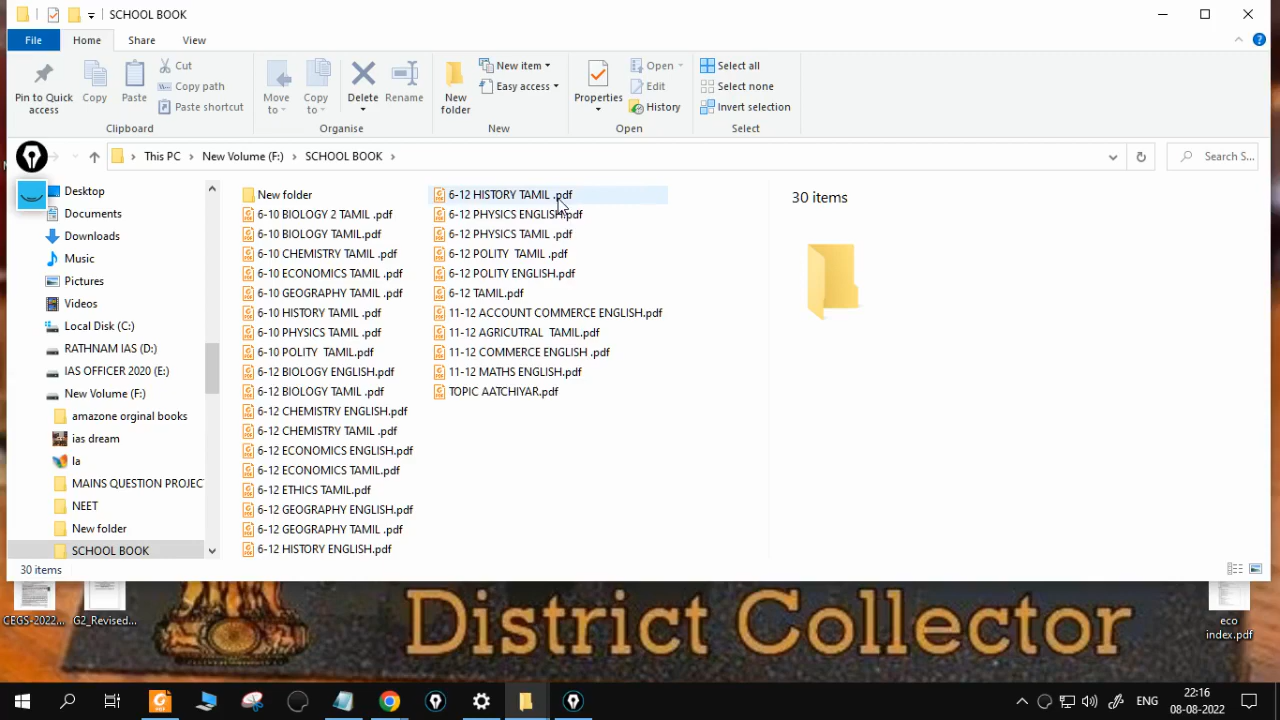 SCHOOL BOOK
File Home Share View
Pin to Quick access
Copy
Paste
Cut
Copy path
Paste shortcut
Clipboard
Move to
Copy to
Delete
Rename
Organise
New folder
New item
Easy access
New
Properties
Open
Edit
History
Open
Select all
Select none
Invert selection
Select
This PC > New Volume (F:) > SCHOOL BOOK >
Search S...
Desktop
Documents
Downloads
Music
Pictures
Videos
Local Disk (C:)
RATHNAM IAS (D:)
IAS OFFICER 2020 (E:)
New Volume (F:)
amazone orginal books
ias dream
la
MAINS QUESTION PROJEC
NEET
New folder
SCHOOL BOOK
New folder
6-10 BIOLOGY 2 TAMIL .pdf
6-10 BIOLOGY TAMIL.pdf
6-10 CHEMISTRY TAMIL .pdf
6-10 ECONOMICS TAMIL .pdf
6-10 GEOGRAPHY TAMIL .pdf
6-10 HISTORY TAMIL .pdf
6-10 PHYSICS TAMIL .pdf
6-10 POLITY  TAMIL.pdf
6-12 BIOLOGY ENGLISH.pdf
6-12 BIOLOGY TAMIL .pdf
6-12 CHEMISTRY ENGLISH.pdf
6-12 CHEMISTRY TAMIL .pdf
6-12 ECONOMICS ENGLISH.pdf
6-12 ECONOMICS TAMIL.pdf
6-12 ETHICS TAMIL.pdf
6-12 GEOGRAPHY ENGLISH.pdf
6-12 GEOGRAPHY TAMIL .pdf
6-12 HISTORY ENGLISH.pdf
6-12 HISTORY TAMIL .pdf
6-12 PHYSICS ENGLISH.pdf
6-12 PHYSICS TAMIL .pdf
6-12 POLITY  TAMIL .pdf
6-12 POLITY ENGLISH.pdf
6-12 TAMIL.pdf
11-12 ACCOUNT COMMERCE ENGLISH.pdf
11-12 AGRICUTRAL  TAMIL.pdf
11-12 COMMERCE ENGLISH .pdf
11-12 MATHS ENGLISH.pdf
TOPIC AATCHIYAR.pdf
30 items
30 items
CEGS-2022...
G2_Revised...
District Collector
eco index.pdf
ENG
22:16
08-08-2022